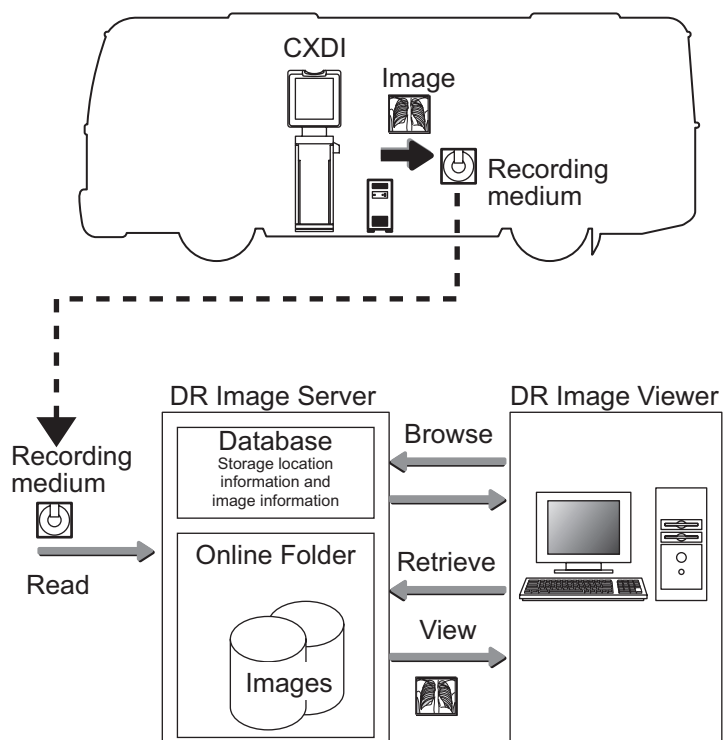 CXDI
Image
Recording
medium
DR Image Server
DR Image Viewer
Database
Storage location
information and
image information
Browse
Recording
medium
Read
Online Folder
Retrieve
View
Images